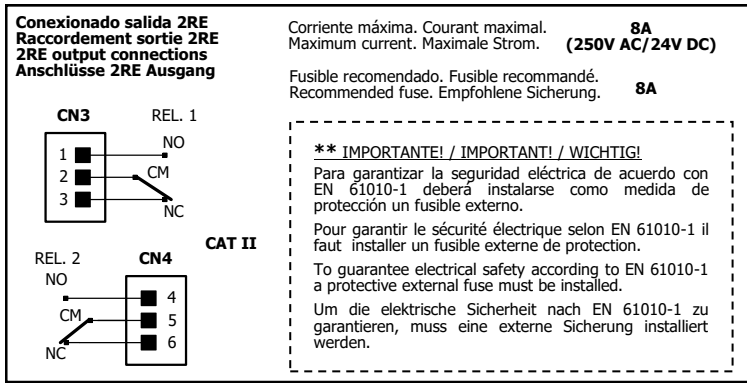 Conexionado salida 2RE
Raccordement sortie 2RE
2RE output connections
Anschlüsse 2RE Ausgang
Corriente máxima. Courant maximal.
Maximum current. Maximale Strom.
8A
(250V AC/24V DC)
Fusible recomendado. Fusible recommandé.
Recommended fuse. Empfohlene Sicherung.
8A
CN3
REL. 1
1
2
3
NO
CM
NC
CAT II
REL. 2
CN4
NO
CM
NC
4
5
6
** IMPORTANTE! / IMPORTANT! / WICHTIG!
Para garantizar la seguridad eléctrica de acuerdo con
EN 61010-1 deberá instalarse como medida de
protección un fusible externo.
Pour garantir le sécurité électrique selon EN 61010-1 il
faut installer un fusible externe de protection.
To guarantee electrical safety according to EN 61010-1
a protective external fuse must be installed.
Um die elektrische Sicherheit nach EN 61010-1 zu
garantieren, muss eine externe Sicherung installiert
werden.